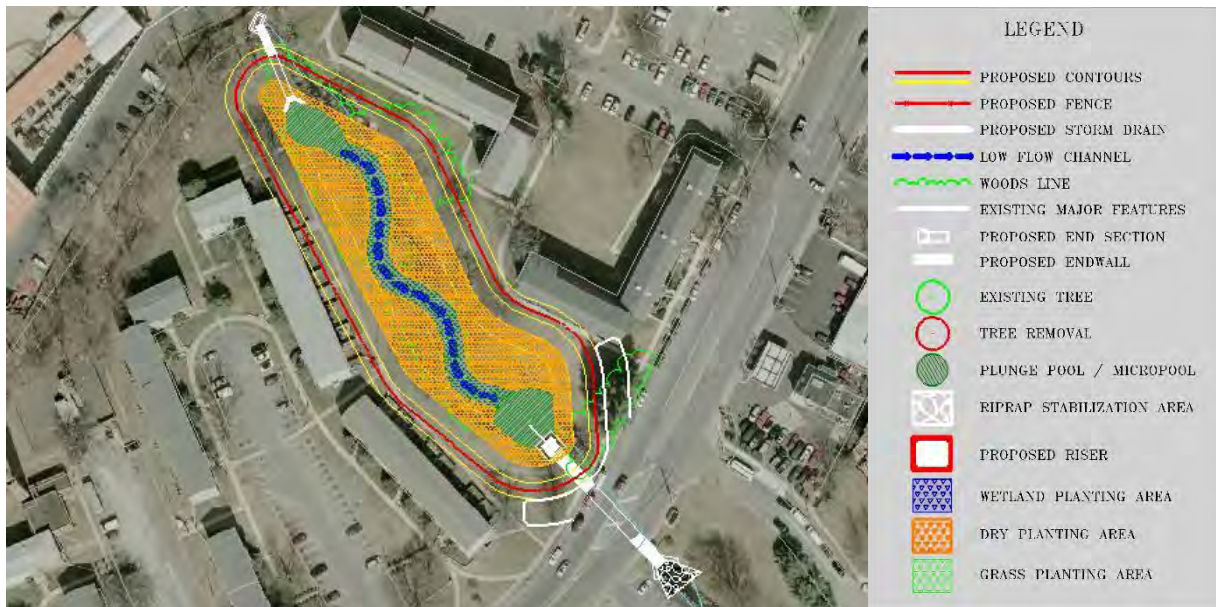 LEGEND
PROPOSED CONTOURS
PROPOSED FENCE
PROPOSED STORM DRAIN
LOW FLOW CHANNEL
WOODS LINE
EXISTING MAJOR FEATURES
PROPOSED END SECTION
PROPOSED ENDWALL
EXISTING TREE
TREE REMOVAL
PLUNGE POOL / MICROPOOL
RIPRAP STABILIZATION AREA
PROPOSED RISER
WETLAND PLANTING AREA
DRY PLANTING AREA
GRASS PLANTING AREA